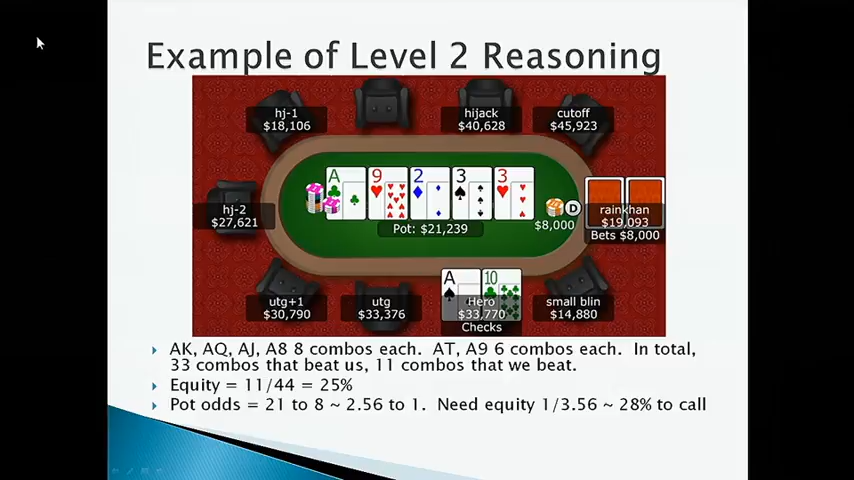 Example of Level 2 Reasoning
hj-1
$18,106
hijack
$40,628
cutoff
$45,923
A 9 2 3 3
hj-2
$27,621
D
$8,000
rainkhan
$19,093
Bets $8,000
Pot: $21,239
A 10
utg+1
$30,790
utg
$33,376
Hero
$33,770
Checks
small blin
$14,880
AK, AQ, AJ, A8 8 combos each. AT, A9 6 combos each. In total,
33 combos that beat us, 11 combos that we beat.
Equity = 11/44 = 25%
Pot odds = 21 to 8 ~ 2.56 to 1. Need equity 1/3.56 ~ 28% to call